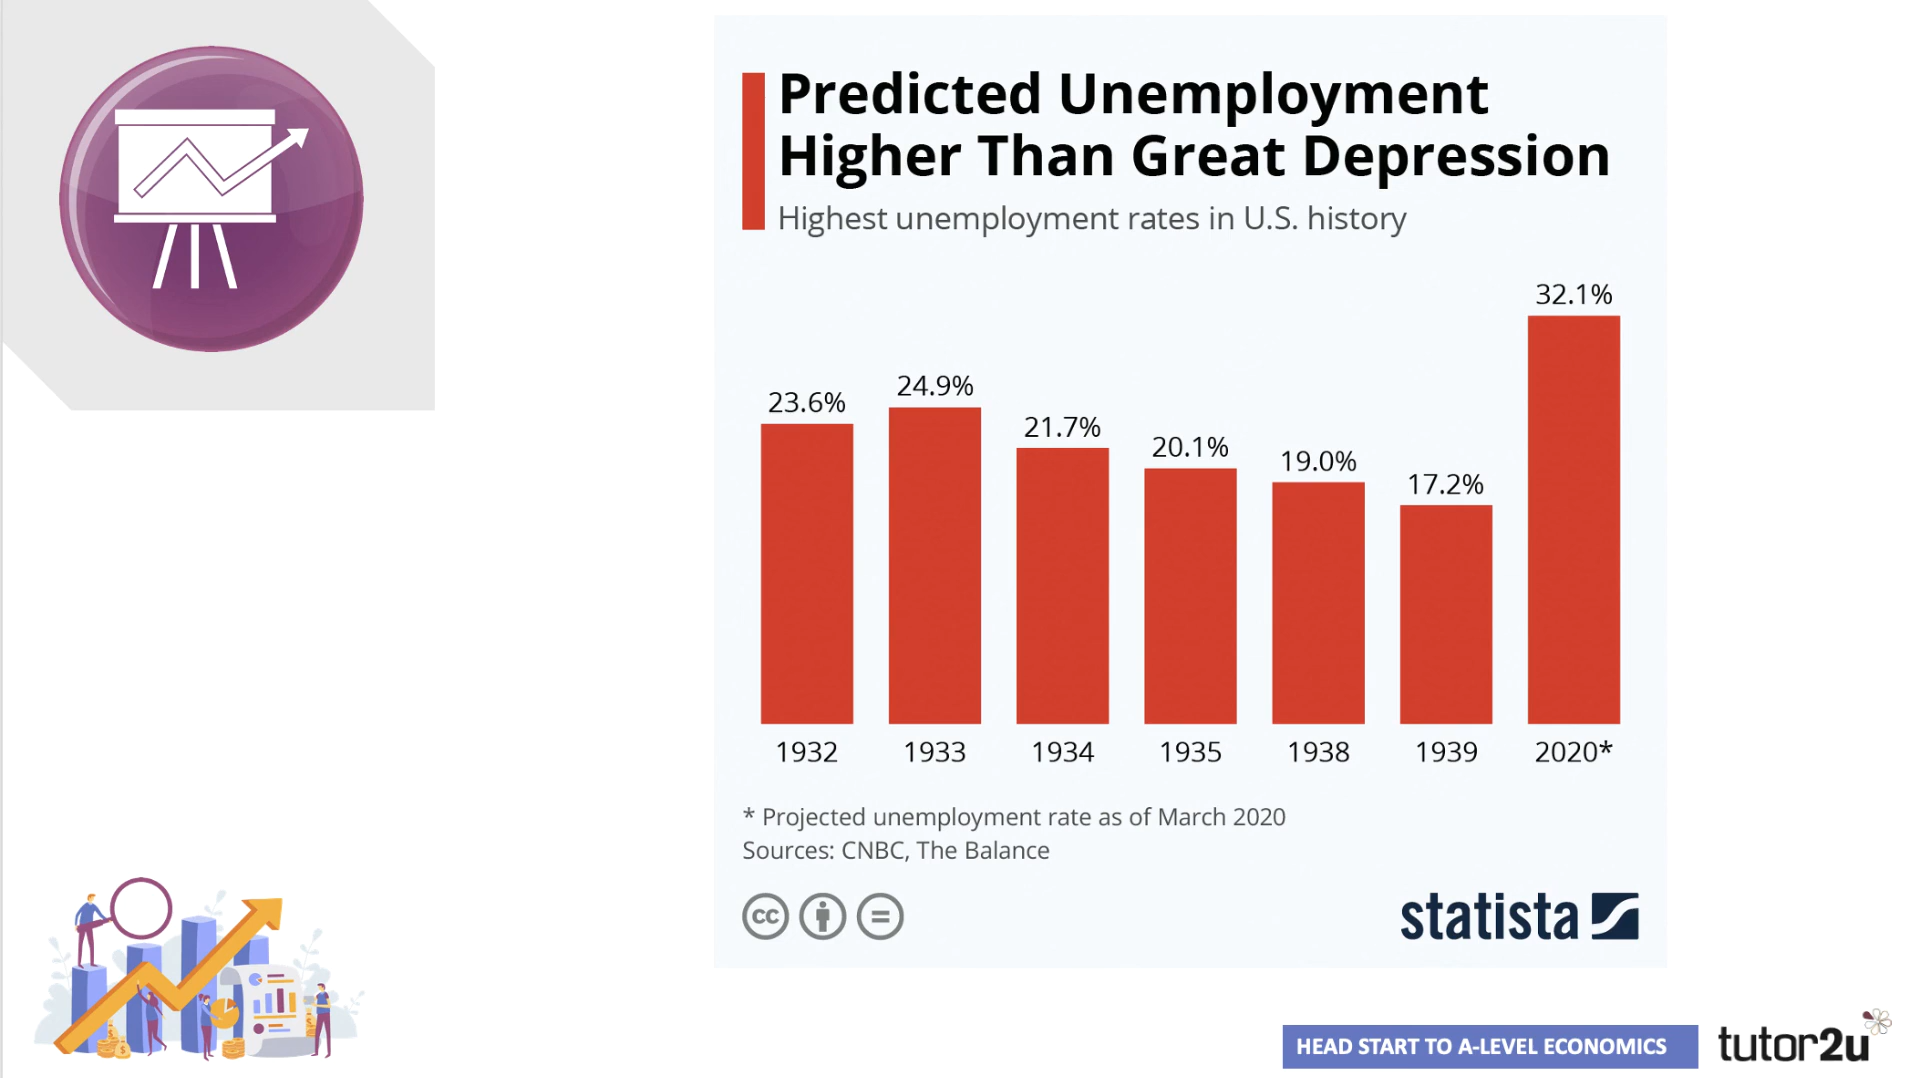 Predicted Unemployment
Higher Than Great Depression
Highest unemployment rates in U.S. history
23.6%
24.9%
21.7%
20.1%
19.0%
17.2%
32.1%
1932
1933
1934
1935
1938
1939
2020*
* Projected unemployment rate as of March 2020
Sources: CNBC, The Balance
cc
statista
HEAD START TO A-LEVEL ECONOMICS
tutor2u